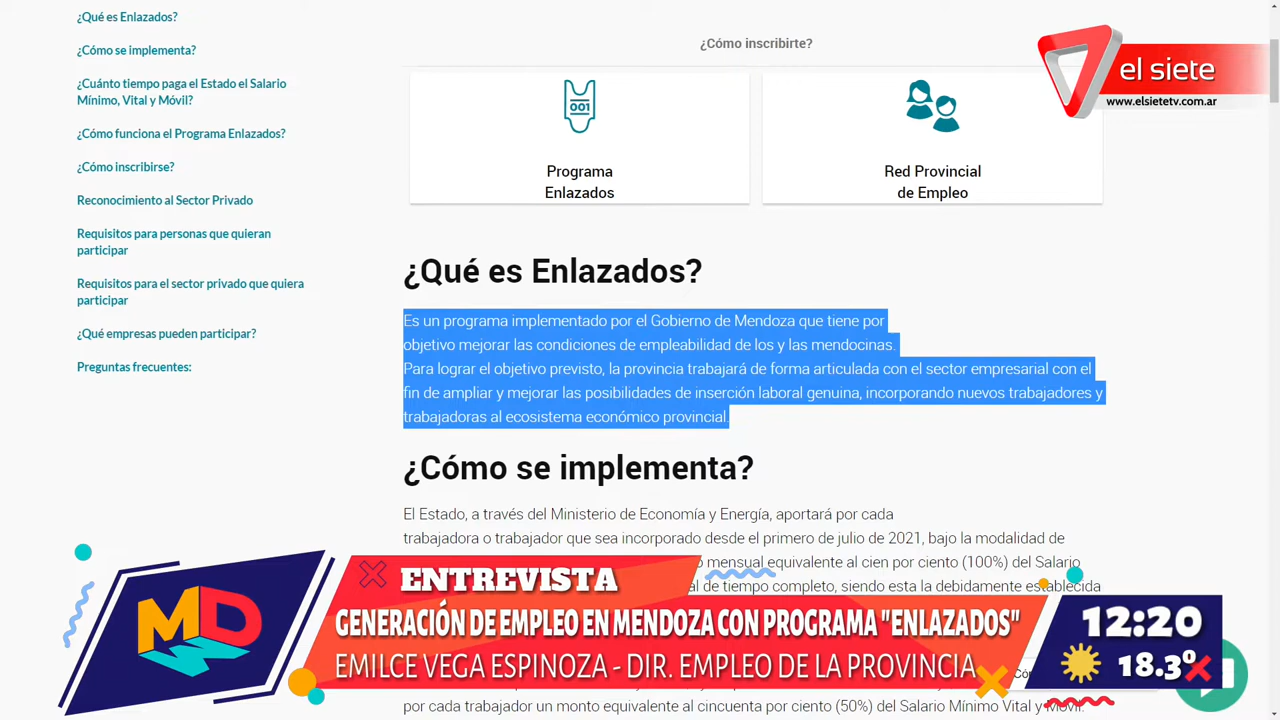 ¿Qué es Enlazados?
¿Cómo se implementa?
¿Cuánto tiempo paga el Estado el Salario
Mínimo, Vital y Móvil?
¿Cómo funciona el Programa Enlazados?
¿Cómo inscribirse?
Reconocimiento al Sector Privado
Requisitos para personas que quieran
participar
Requisitos para el sector privado que quiera
participar
¿Qué empresas pueden participar?
Preguntas frecuentes:
¿Cómo inscribirte?
001
Programa
Enlazados
Red Provincial
de Empleo
el siete
www.elsietetv.com.ar
¿Qué es Enlazados?
Es un programa implementado por el Gobierno de Mendoza que tiene por
objetivo mejorar las condiciones de empleabilidad de los y las mendocinas.
Para lograr el objetivo previsto, la provincia trabajará de forma articulada con el sector empresarial con el
fin de ampliar y mejorar las posibilidades de inserción laboral genuina, incorporando nuevos trabajadores y
trabajadoras al ecosistema económico provincial.
¿Cómo se implementa?
El Estado, a través del Ministerio de Economía y Energía, aportará por cada
trabajadora o trabajador que sea incorporado desde el primero de julio de 2021, bajo la modalidad de
mensual equivalente al cien por ciento (100%) del Salario
de tiempo completo, siendo esta la debidamente establecida
por cada trabajador un monto equivalente al cincuenta por ciento (50%) del Salario Mínimo Vital y Móvil.
MD
ENTREVISTA
GENERACIÓN DE EMPLEO EN MENDOZA CON PROGRAMA "ENLAZADOS"
EMILCE VEGA ESPINOZA - DIR. EMPLEO DE LA PROVINCIA
12:20
18.3º